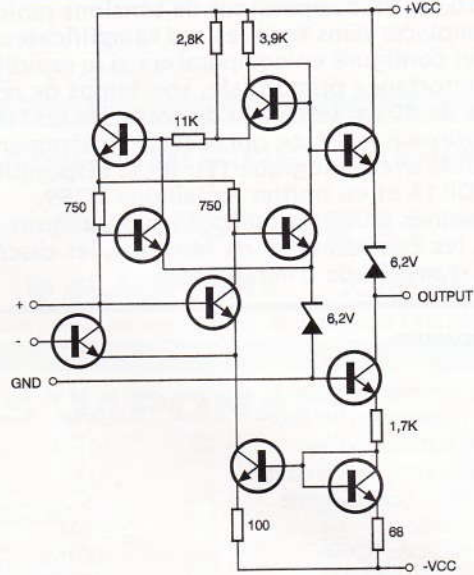 +VCC
2,8K
3,9K
11K
750
750
6,2V
6,2V
+
OUTPUT
-
GND
1,7K
100
68
-VCC